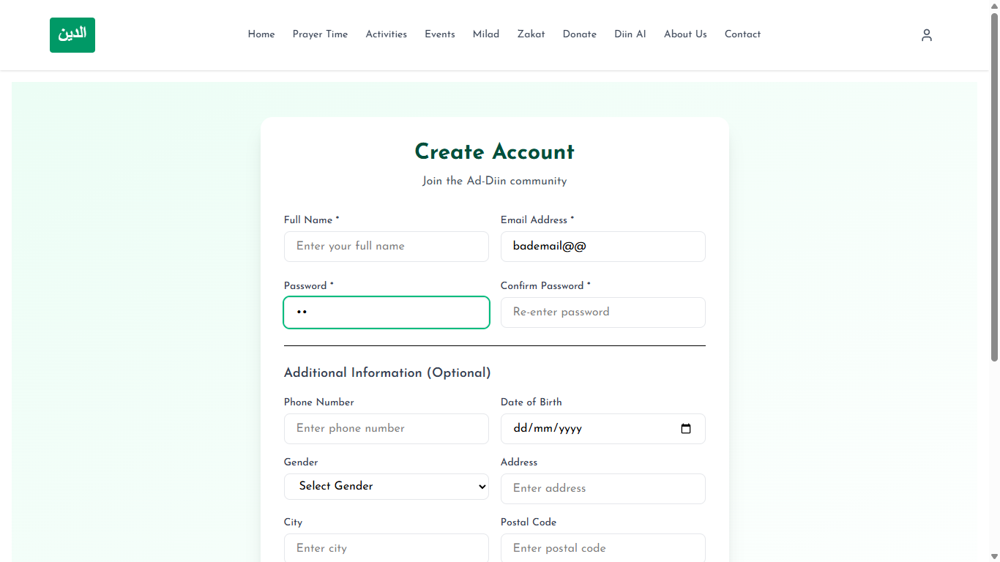 الدين
Home Prayer Time Activities Events Milad Zakat Donate Diin AI About Us Contact
Create Account
Join the Ad-Diin community
Full Name * Email Address *
Enter your full name bademail@@
Password * Confirm Password *
•• Re-enter password
Additional Information (Optional)
Phone Number Date of Birth
Enter phone number dd/mm/yyyy
Gender Address
Select Gender Enter address
City Postal Code
Enter city Enter postal code